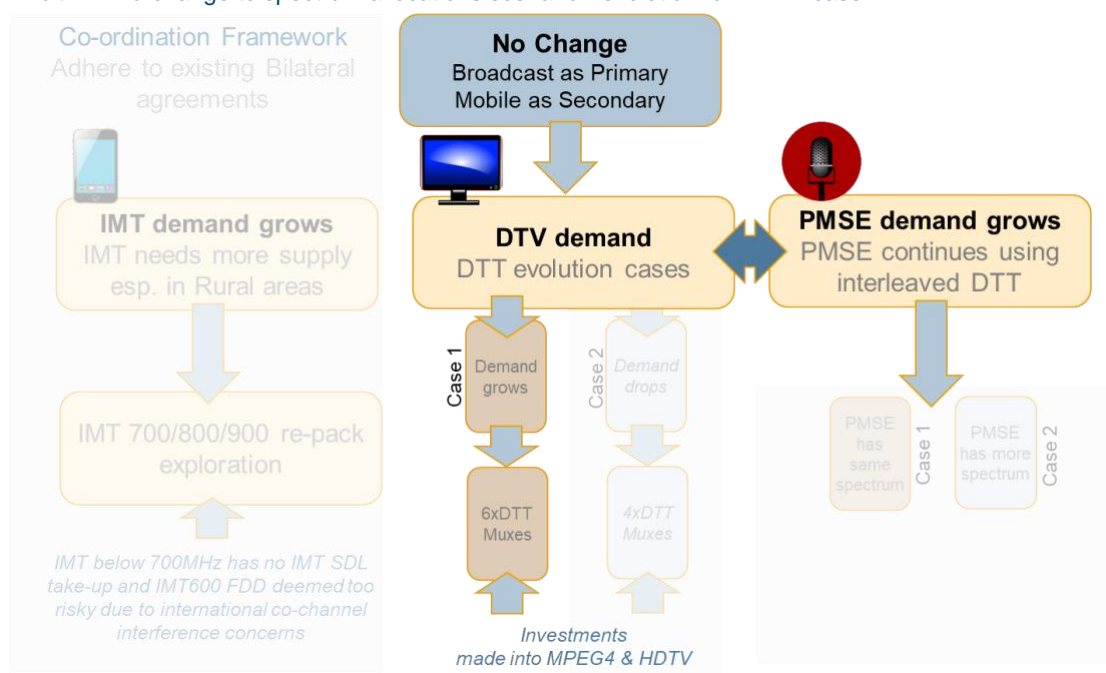 Co-ordination Framework
Adhere to existing Bilateral
agreements
No Change
Broadcast as Primary
Mobile as Secondary
IMT demand grows
IMT needs more supply
esp. in Rural areas
DTV demand
DTT evolution cases
PMSE demand grows
PMSE continues using
interleaved DTT
Case 1
Demand
grows
Case 2
Demand
drops
IMT 700/800/900 re-pack
exploration
6xDTT
Muxes
4xDTT
Muxes
PMSE
has
same
spectrum
Case 1
PMSE
has more
spectrum
Case 2
IMT below 700MHz has no IMT SDL
take-up and IMT600 FDD deemed too
risky due to international co-channel
interference concerns
Investments
made into MPEG4 & HDTV